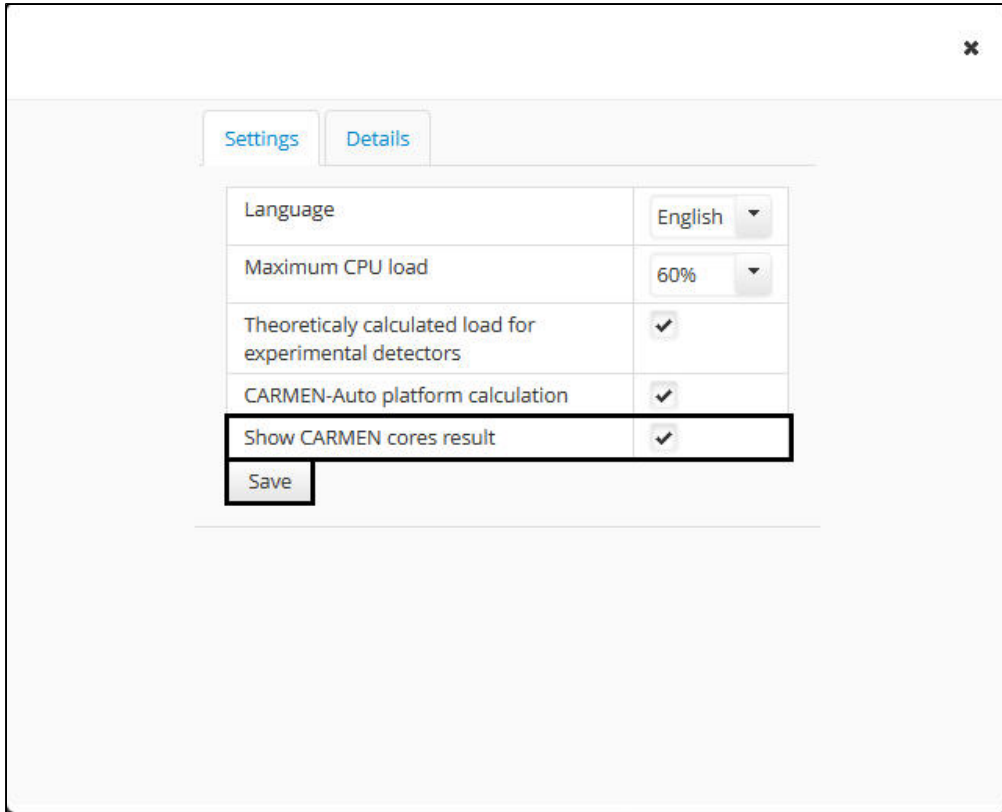 Settings Details
Language English
Maximum CPU load 60%
Theoreticaly calculated load for
experimental detectors
CARMEN-Auto platform calculation
Show CARMEN cores result
Save